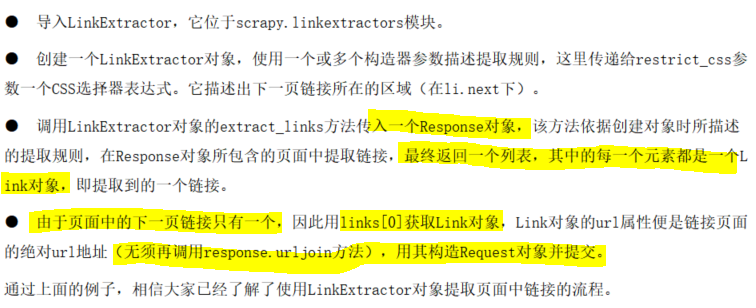 ● 导入LinkExtractor，它位于scrapy.linkextractors模块。
● 创建一个LinkExtractor对象，使用一个或多个构造器参数描述提取规则，这里传递给restrict_css参
数一个CSS选择器表达式。它描述出下一页链接所在的区域（在li.next下）。
● 调用LinkExtractor对象的extract_links方法传入一个Response对象，该方法依据创建对象时所描述
的提取规则，在Response对象所包含的页面中提取链接，最终返回一个列表，其中的每一个元素都是一个L
ink对象，即提取到的一个链接。
● 由于页面中的下一页链接只有一个，因此用links[0]获取Link对象，Link对象的url属性便是链接页面
的绝对url地址（无须再调用response.urljoin方法），用其构造Request对象并提交。
通过上面的例子，相信大家已经了解了使用LinkExtractor对象提取页面中链接的流程。